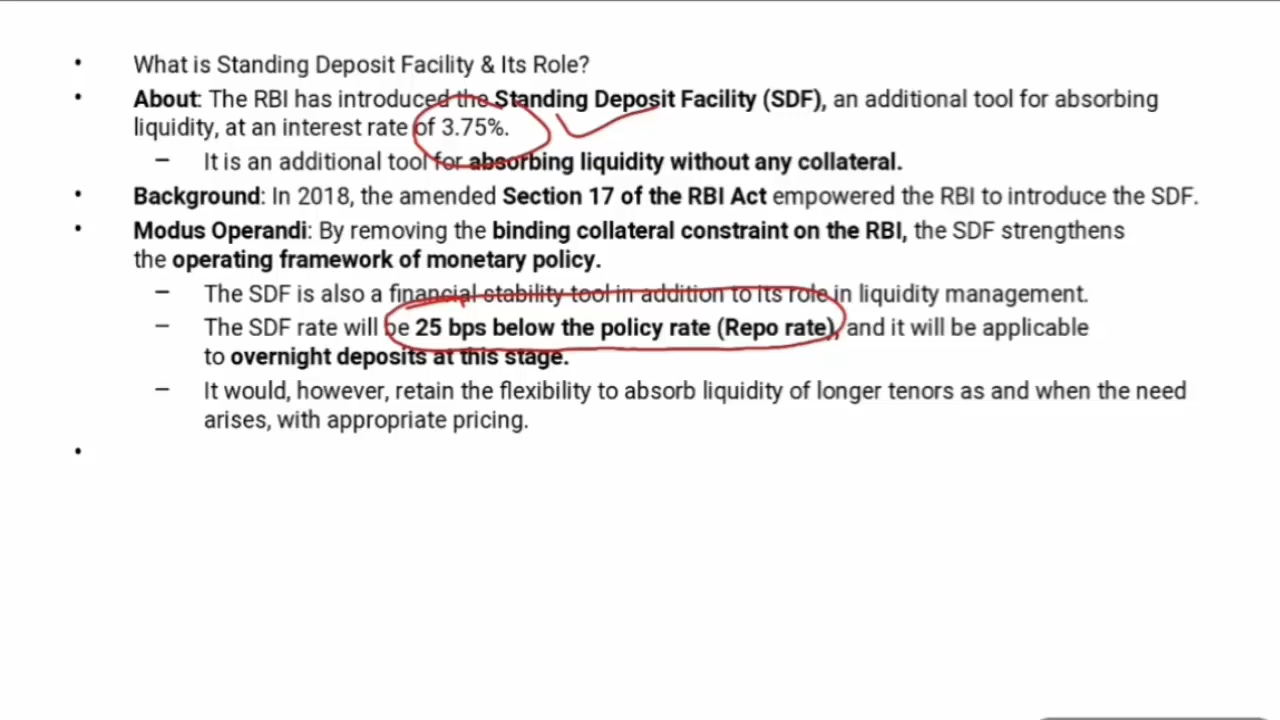 • What is Standing Deposit Facility & Its Role?
• About: The RBI has introduced the Standing Deposit Facility (SDF), an additional tool for absorbing
liquidity, at an interest rate of 3.75%.
– It is an additional tool for absorbing liquidity without any collateral.
• Background: In 2018, the amended Section 17 of the RBI Act empowered the RBI to introduce the SDF.
• Modus Operandi: By removing the binding collateral constraint on the RBI, the SDF strengthens
the operating framework of monetary policy.
– The SDF is also a financial stability tool in addition to its role in liquidity management.
– The SDF rate will be 25 bps below the policy rate (Repo rate), and it will be applicable
to overnight deposits at this stage.
– It would, however, retain the flexibility to absorb liquidity of longer tenors as and when the need
arises, with appropriate pricing.
•